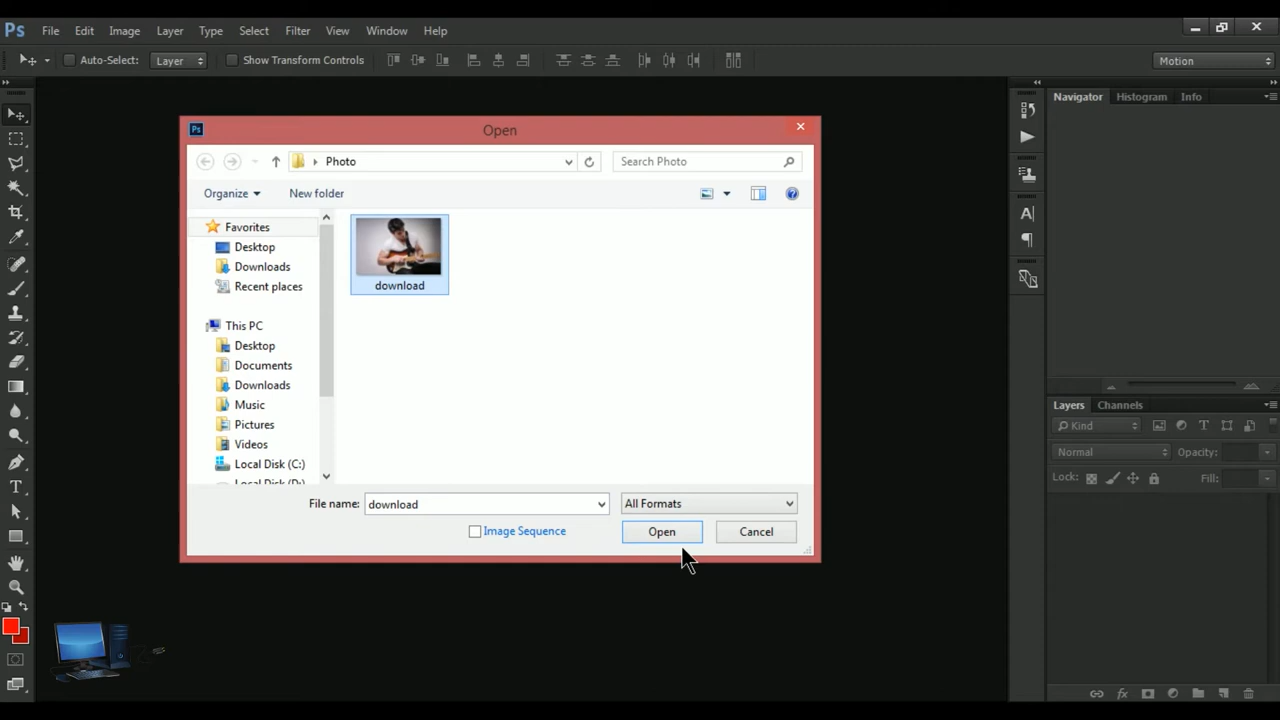 Ps File Edit Image Layer Type Select Filter View Window Help
Auto-Select: Layer Show Transform Controls Motion
Navigator Histogram Info
Ps Open
Photo Search Photo
Organize New folder
Favorites
Desktop
Downloads
Recent places
This PC
Desktop
Documents
Downloads
Music
Pictures
Videos
Local Disk (C:)
Local Disk (D:)
download
File name: download All Formats
Image Sequence Open Cancel
Layers Channels
Kind
Normal Opacity:
Lock: Fill: